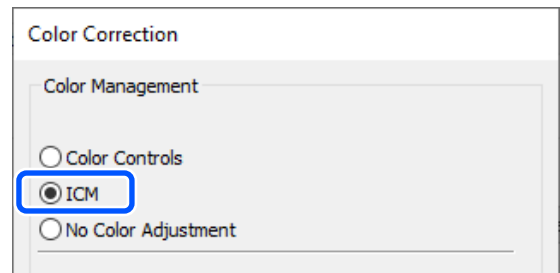 Color Correction
Color Management
Color Controls
ICM
No Color Adjustment